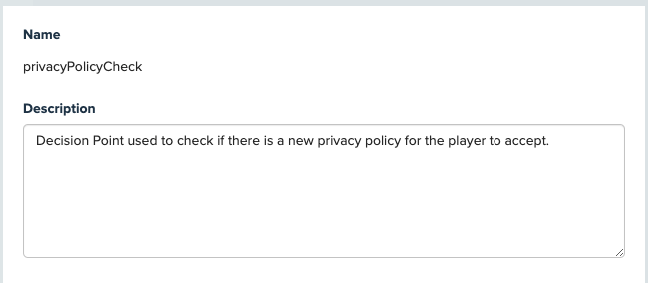 Name
privacyPolicyCheck
Description
Decision Point used to check if there is a new privacy policy for the player to accept.